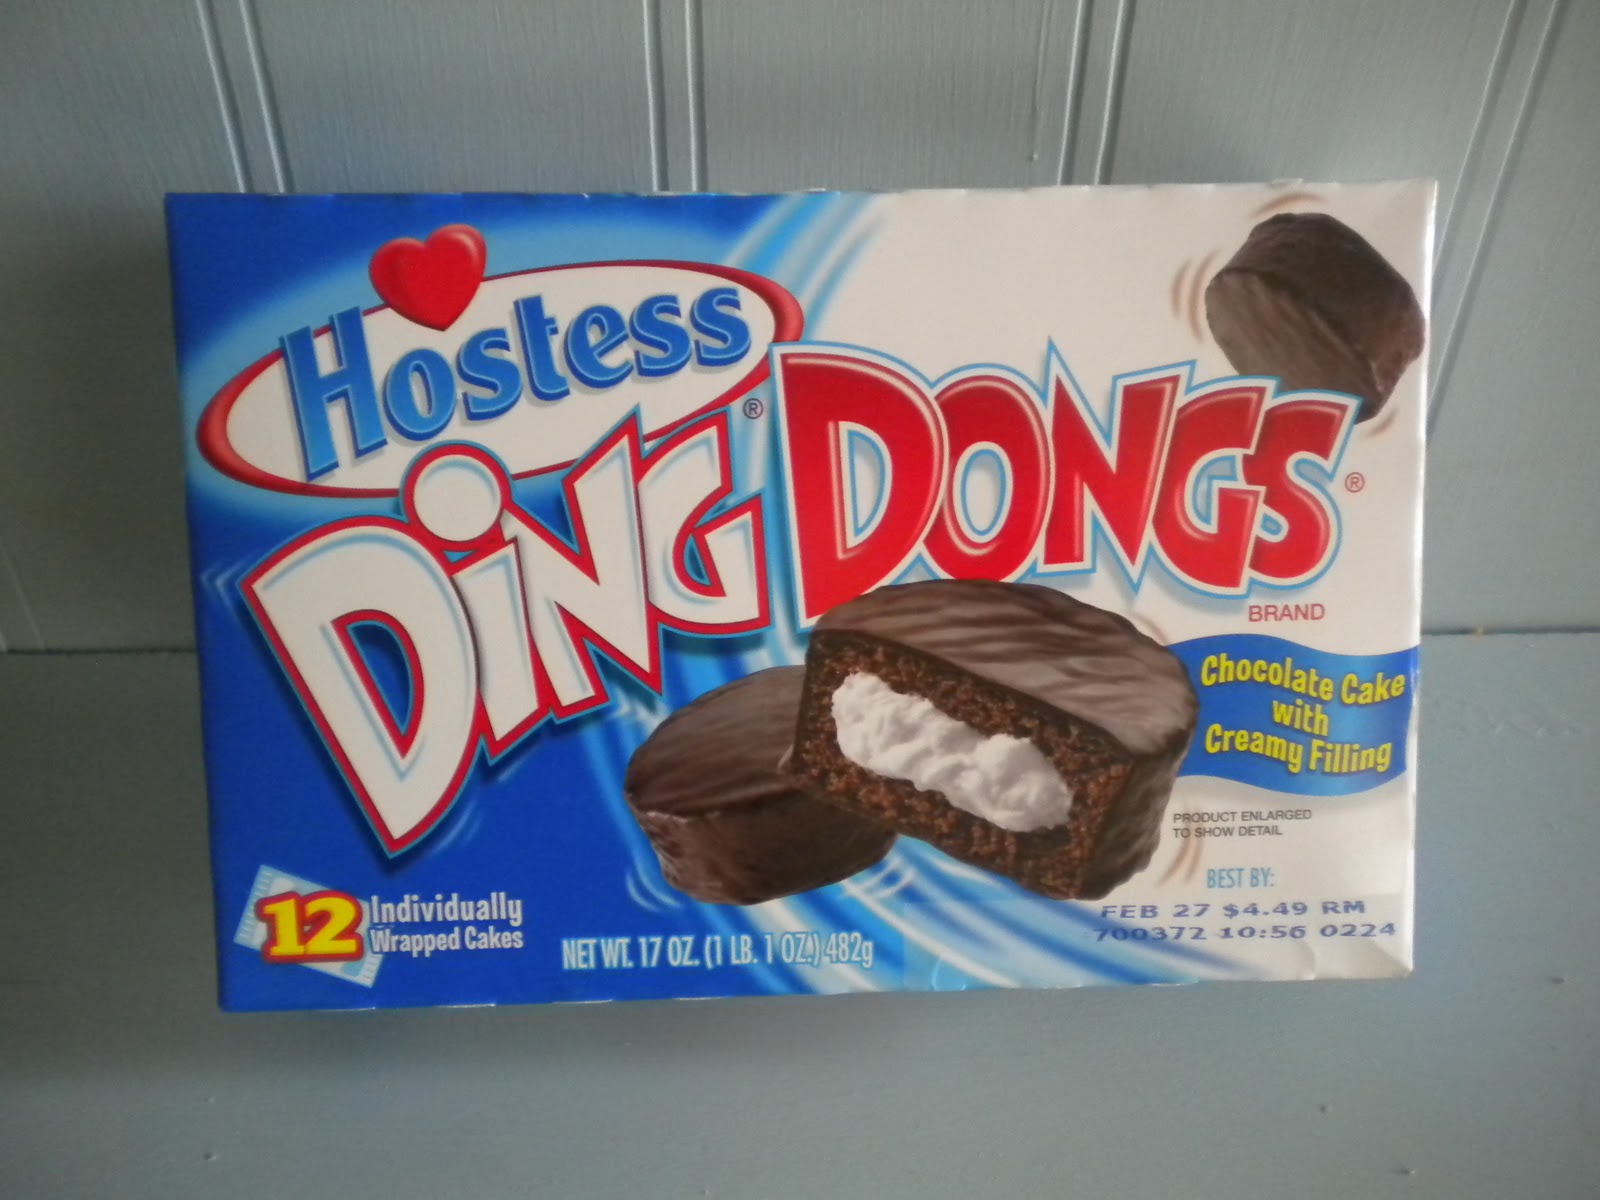 Hostess®
DiNG DONGS®
BRAND
Chocolate Cake
with
Creamy Filling
PRODUCT ENLARGED
TO SHOW DETAIL
BEST BY:
FEB 27 $4.49 RM
700372 10:56 0224
12 Individually
Wrapped Cakes
NET WT. 17 OZ. (1 LB. 1 OZ.) 482g